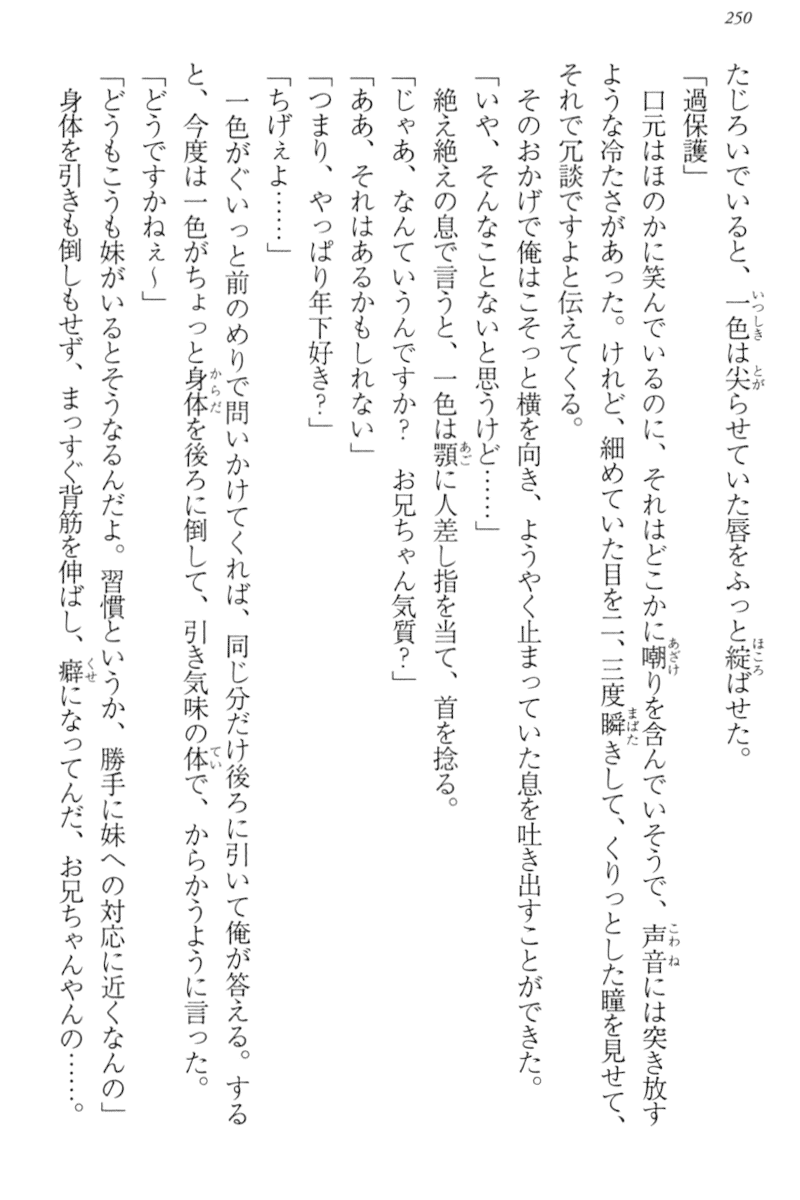 250
たじろいでいると、一色は尖らせていた唇をふっと綻ばせた。
「過保護」
　口元はほのかに笑んでいるのに、それはどこかに嘲りを含んでいそうで、声音には突き放す
ような冷たさがあった。けれど、細めていた目を二、三度瞬きして、くりっとした瞳を見せて、
それで冗談ですよと伝えてくる。
　そのおかげで俺はこそっと横を向き、ようやく止まっていた息を吐き出すことができた。
「いや、そんなことないと思うけど……」
　絶え絶えの息で言うと、一色は顎に人差し指を当て、首を捻る。
「じゃあ、なんていうんですか？　お兄ちゃん気質？」
「ああ、それはあるかもしれない」
「つまり、やっぱり年下好き？」
「ちげぇよ……」
　一色がぐいっと前のめりで問いかけてくれば、同じ分だけ後ろに引いて俺が答える。する
と、今度は一色がちょっと身体を後ろに倒して、引き気味の体で、からかうように言った。
「どうですかねぇ～」
「どうもこうも妹がいるとそうなるんだよ。習慣というか、勝手に妹への対応に近くなんの」
　身体を引きも倒しもせず、まっすぐ背筋を伸ばし、癖になってんだ、お兄ちゃんやんの……。